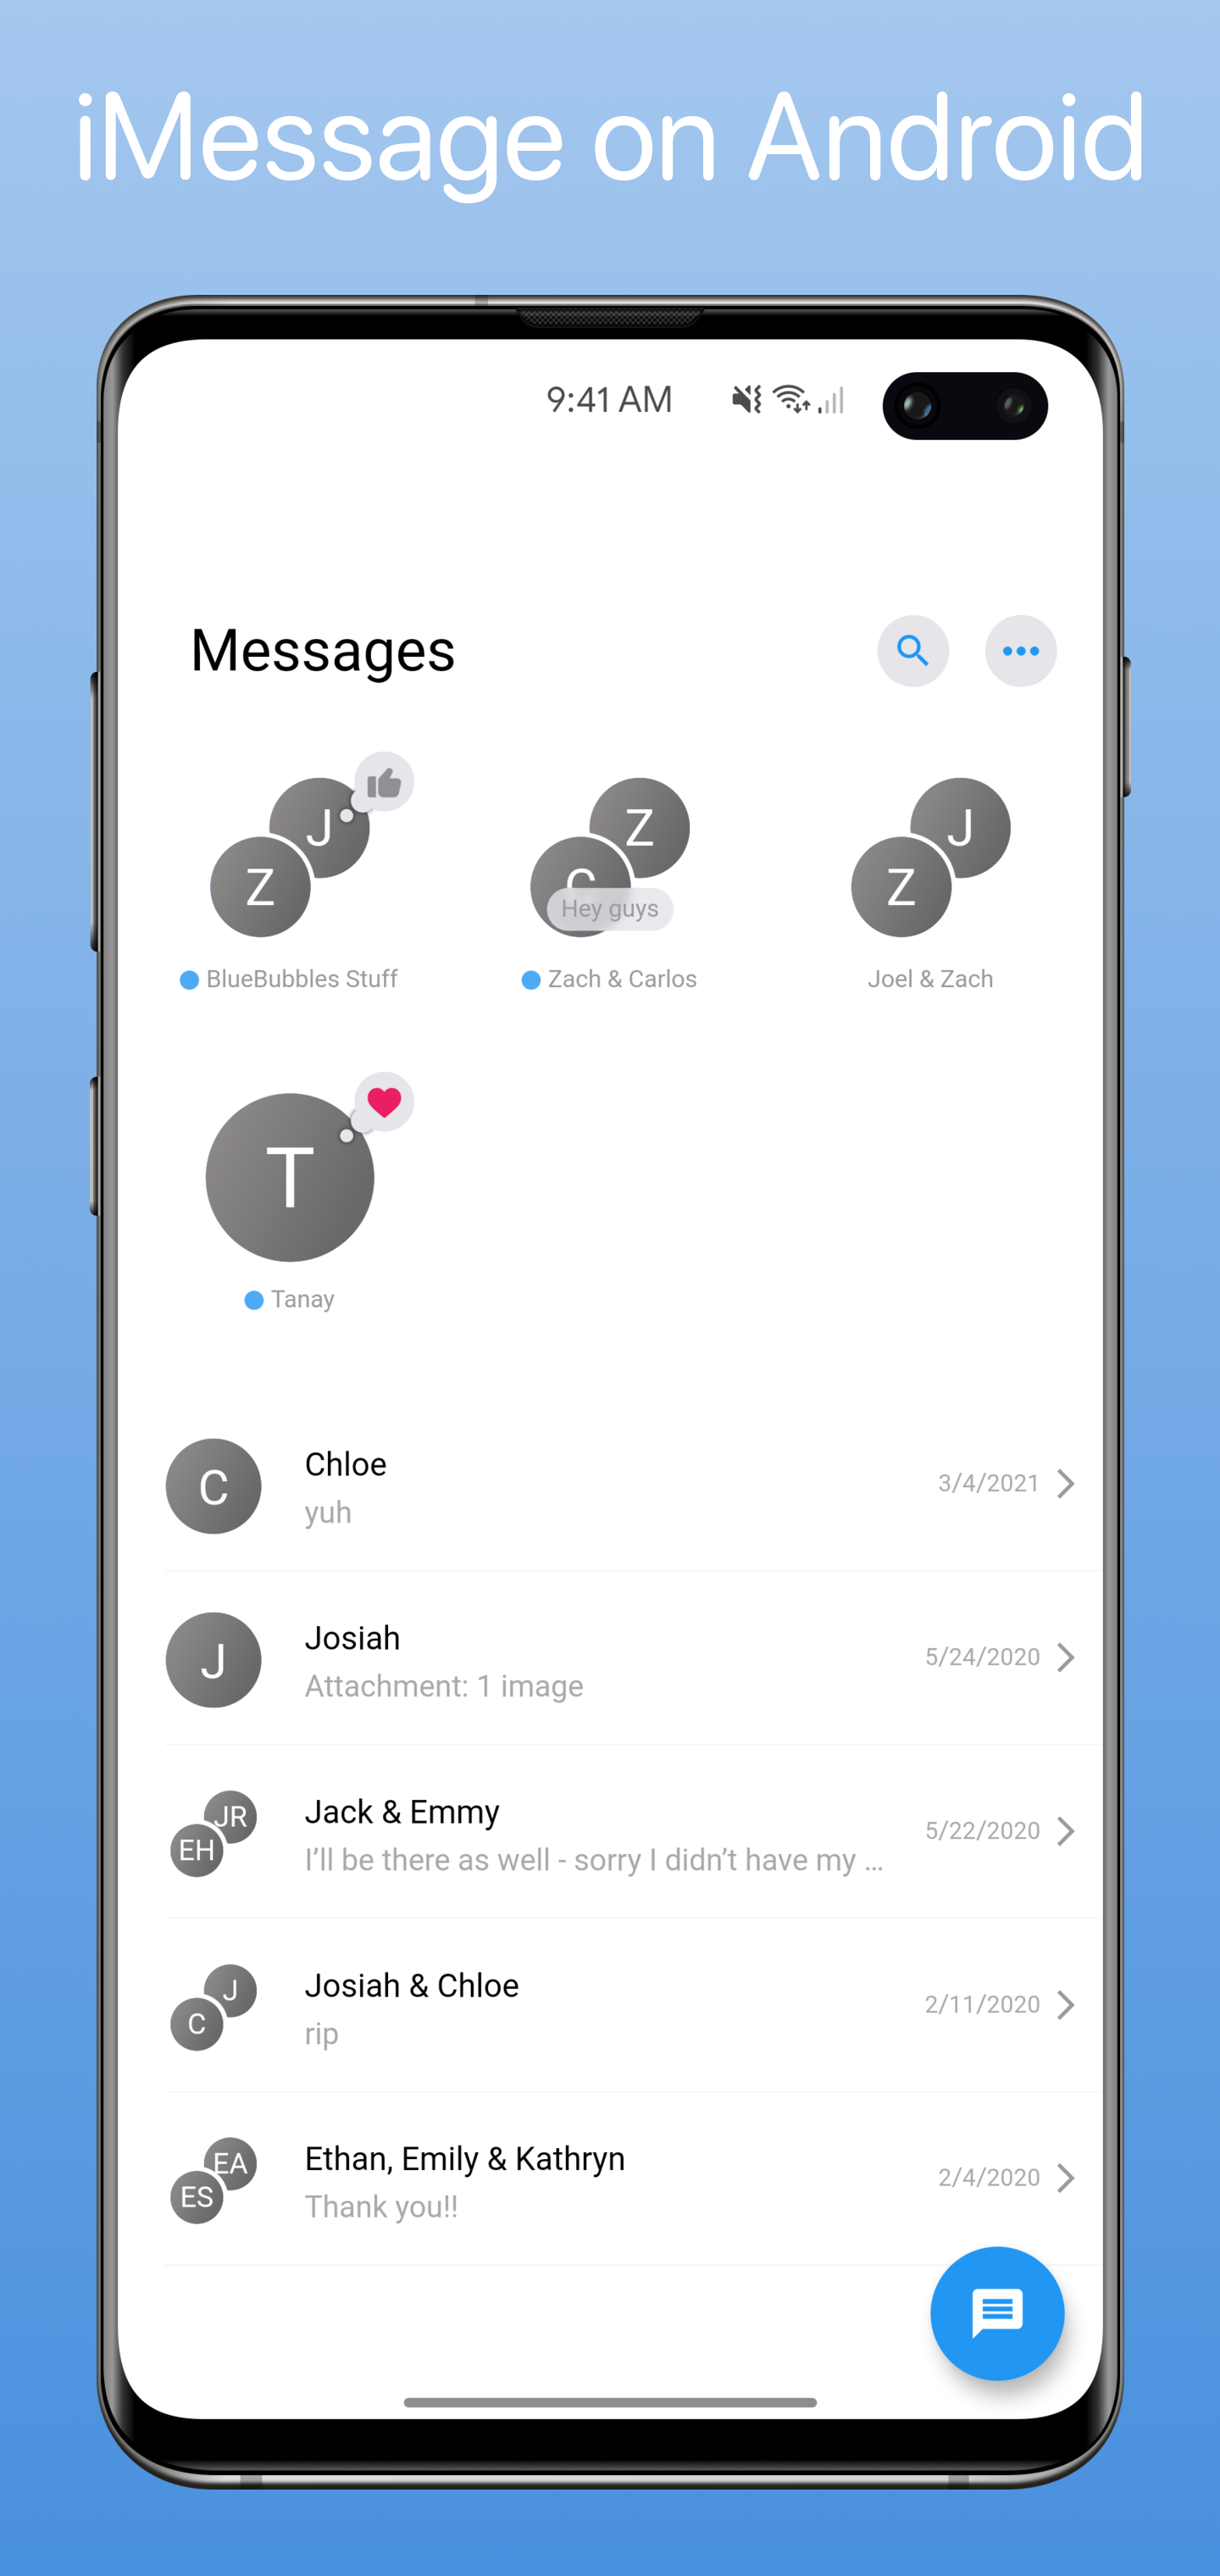 iMessage on Android
9:41 AM
Messages
J
Z
Z
C
Hey guys
J
Z
BlueBubbles Stuff
Zach & Carlos
Joel & Zach
T
Tanay
C
Chloe
yuh
3/4/2021
J
Josiah
Attachment: 1 image
5/24/2020
JR
EH
Jack & Emmy
I’ll be there as well - sorry I didn’t have my ...
5/22/2020
J
C
Josiah & Chloe
rip
2/11/2020
EA
ES
Ethan, Emily & Kathryn
Thank you!!
2/4/2020